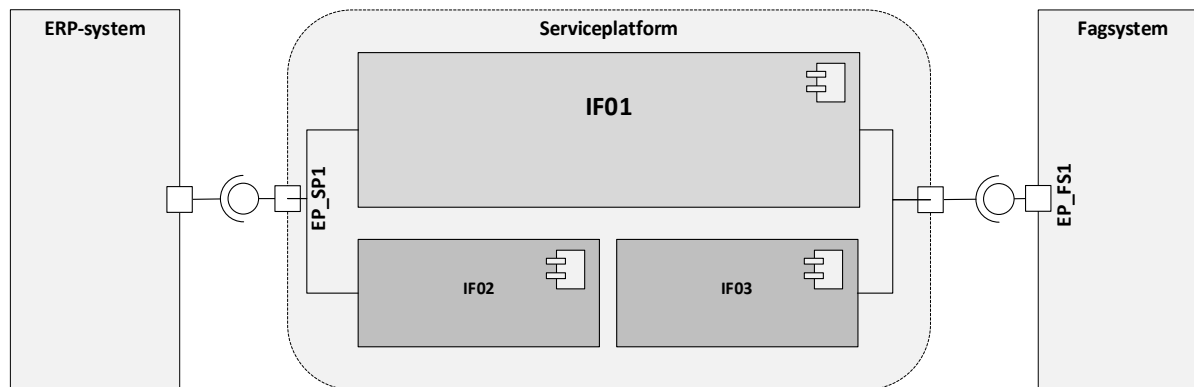 ERP-system
Serviceplatform
Fagsystem
IF01
EP_SP1
EP_FS1
IF02
IF03